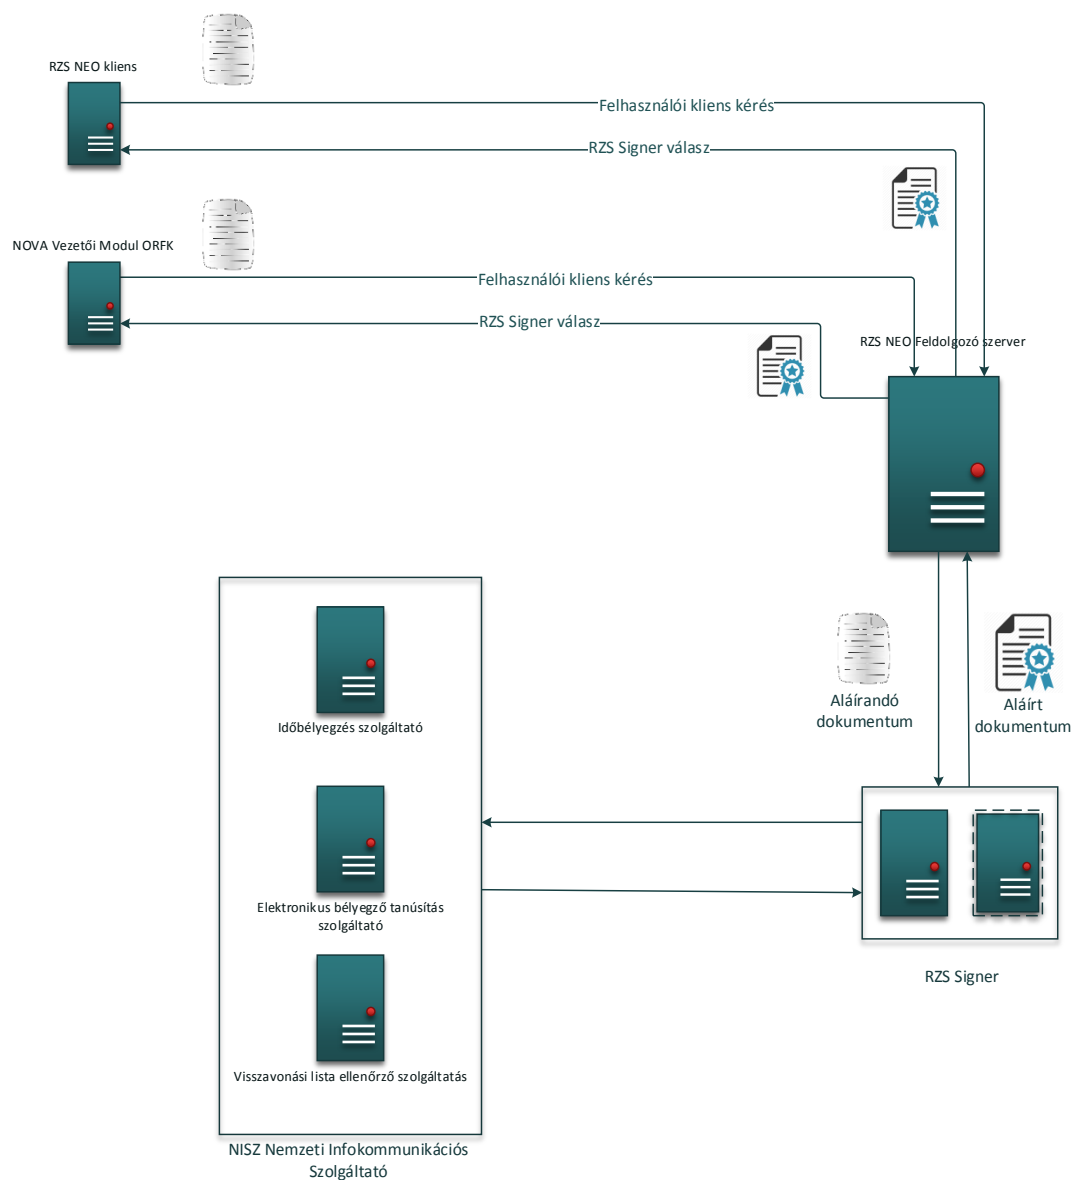 RZS NEO kliens
Felhasználói kliens kérés
RZS Signer válasz
NOVA Vezetői Modul ORFK
Felhasználói kliens kérés
RZS Signer válasz
RZS NEO Feldolgozó szerver
Aláírandó
dokumentum
Aláírt
dokumentum
Időbélyegzés szolgáltató
Elektronikus bélyegző tanúsítás
szolgáltató
RZS Signer
Visszavonási lista ellenőrző szolgáltatás
NISZ Nemzeti Infokommunikációs
Szolgáltató